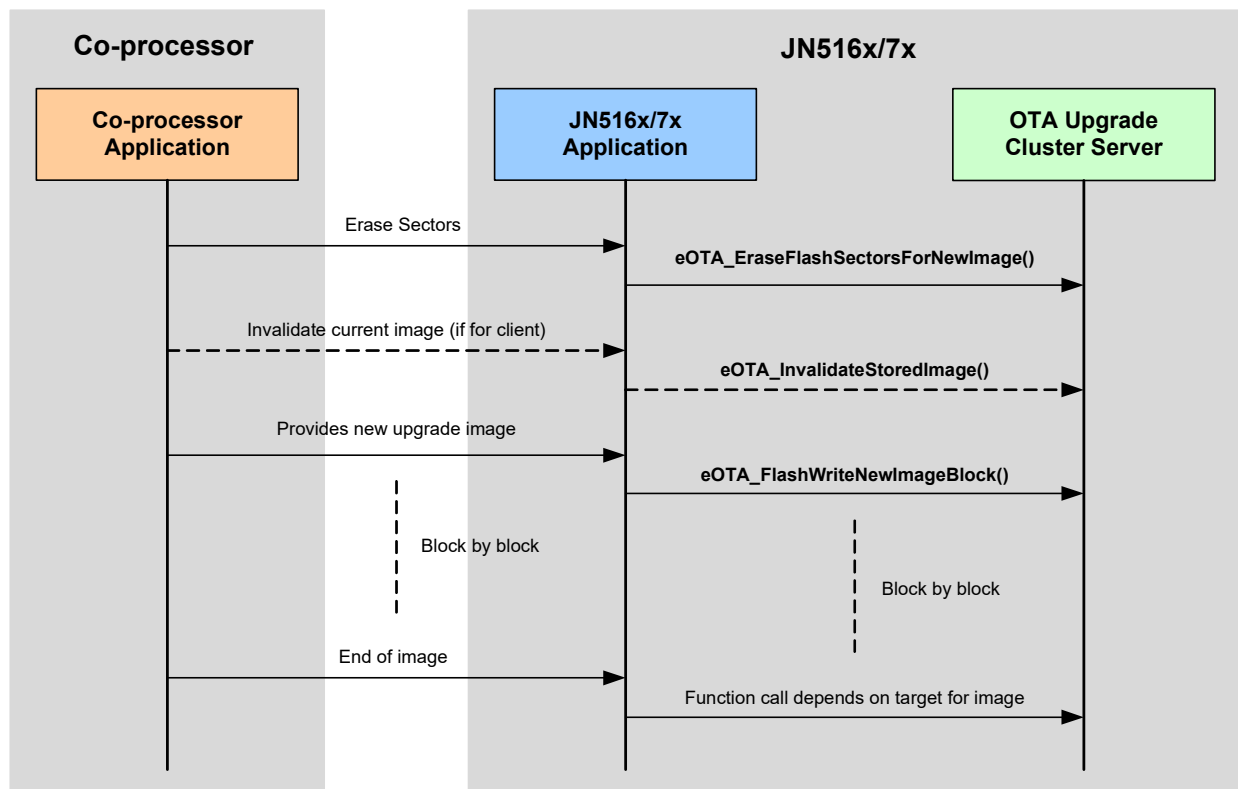 Co-processor
JN516x/7x
Co-processor
Application
JN516x/7x
Application
OTA Upgrade
Cluster Server
Erase Sectors
eOTA_EraseFlashSectorsForNewImage()
Invalidate current image (if for client)
eOTA_InvalidateStoredImage()
Provides new upgrade image
eOTA_FlashWriteNewImageBlock()
Block by block
Block by block
End of image
Function call depends on target for image